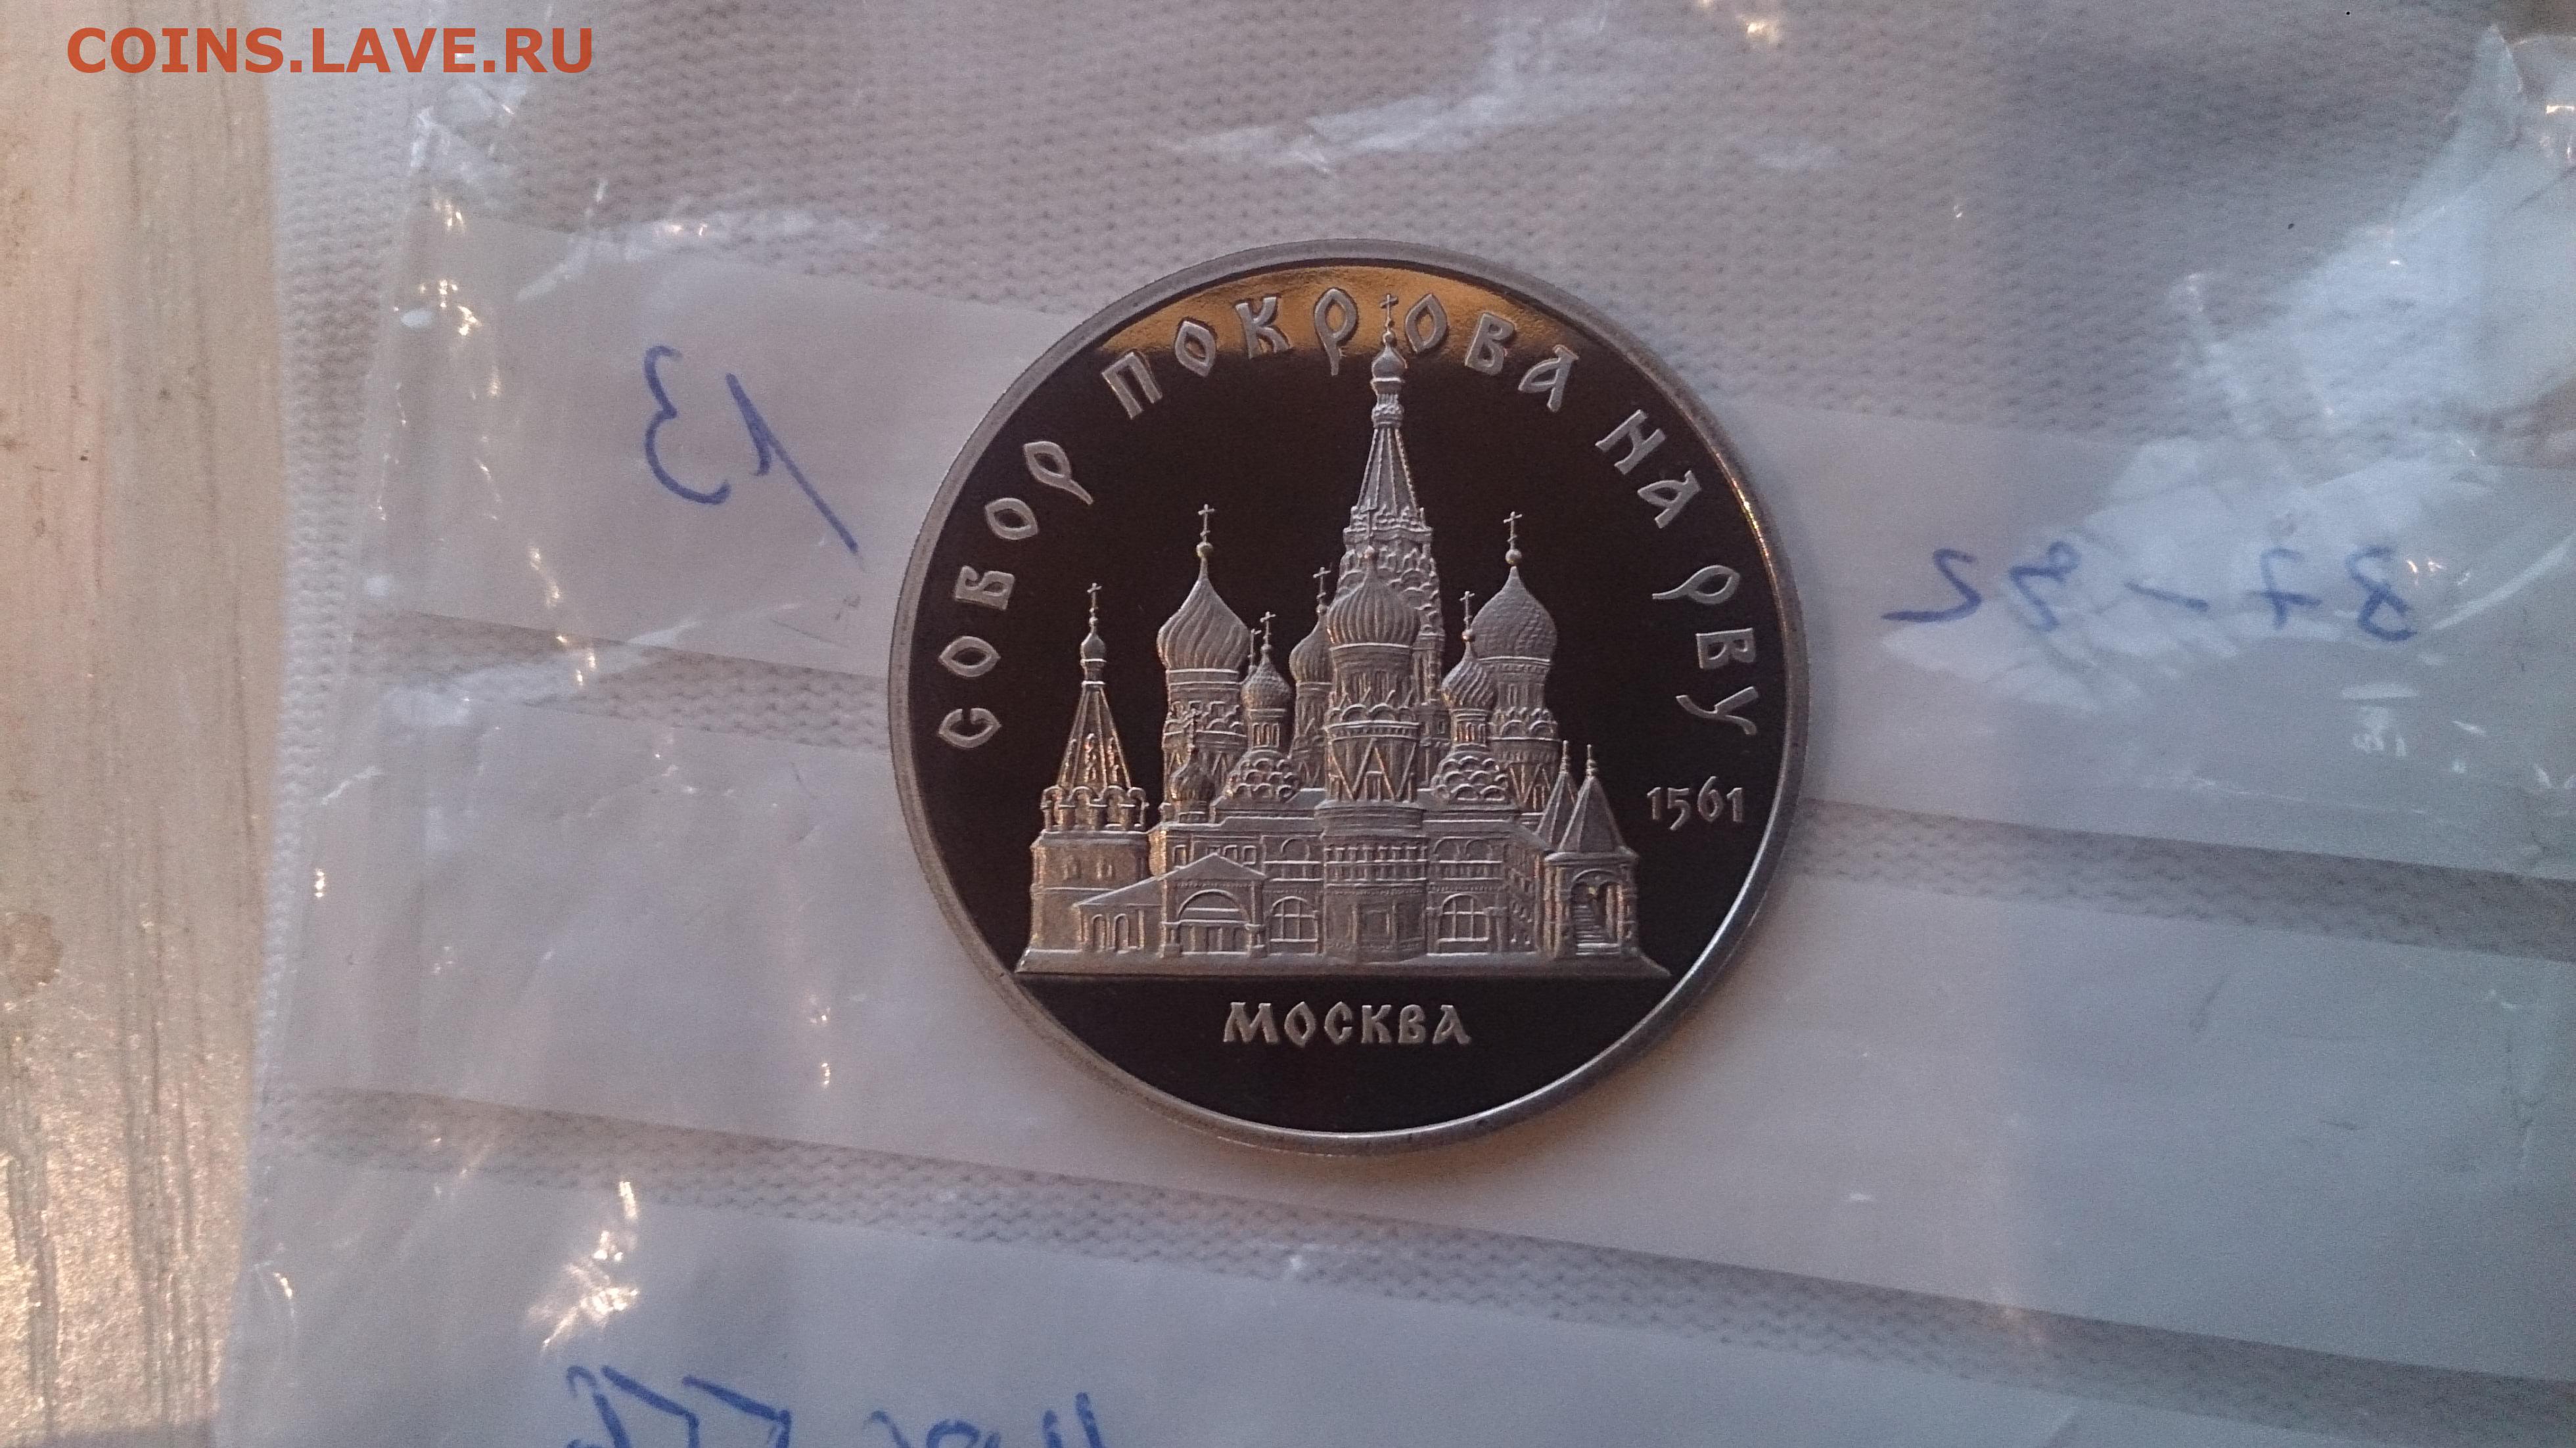 COINS.LAVE.RU
СОБОР ПОКРОВА НА РВУ
13
87-92
1561
МОСКВА